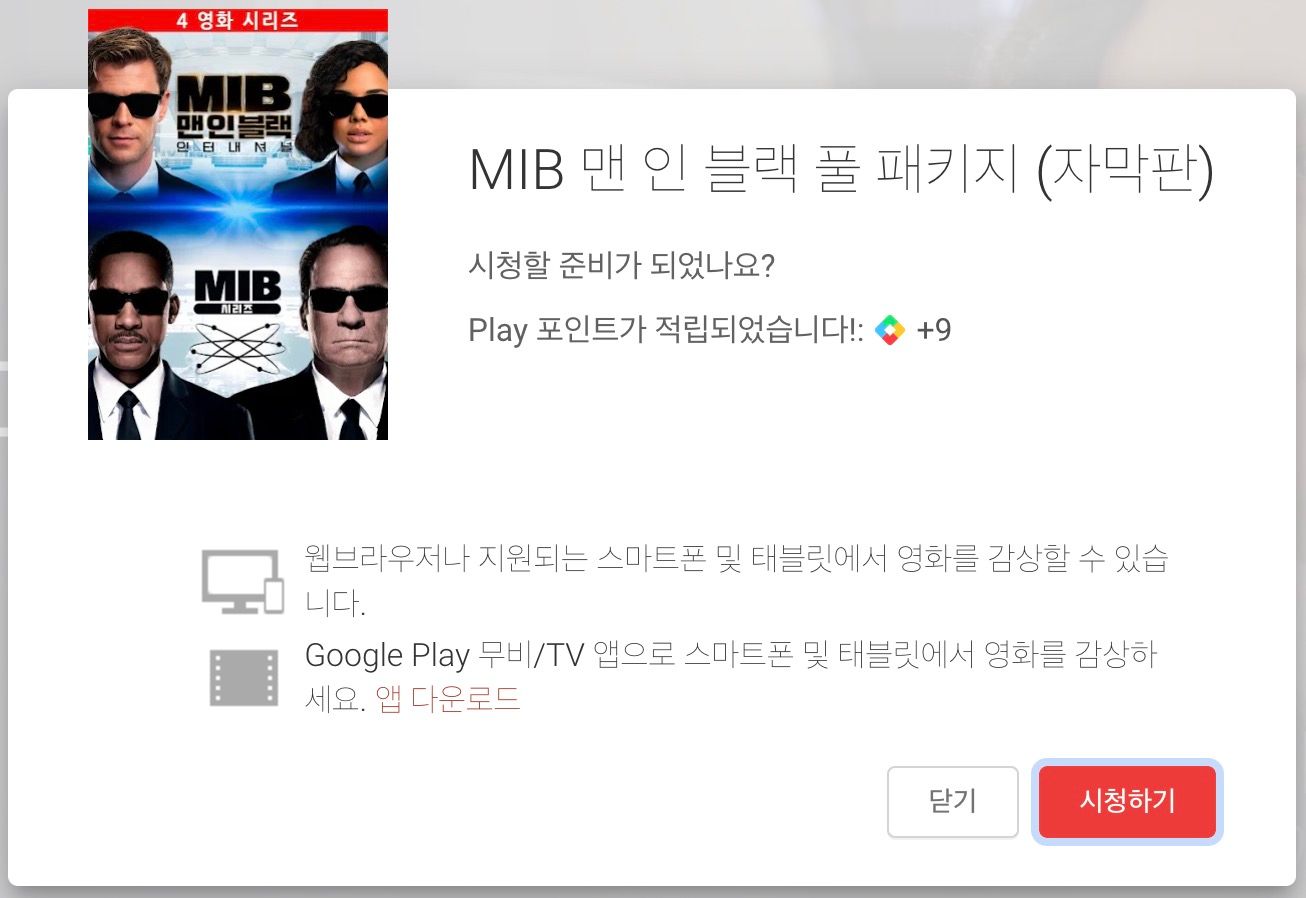 4 영화 시리즈
MIB
맨인블랙
인터내셔널
MIB
시리즈
MIB 맨 인 블랙 풀 패키지 (자막판)
시청할 준비가 되었나요?
Play 포인트가 적립되었습니다!: +9
웹브라우저나 지원되는 스마트폰 및 태블릿에서 영화를 감상할 수 있습
니다.
Google Play 무비/TV 앱으로 스마트폰 및 태블릿에서 영화를 감상하
세요. 앱 다운로드
닫기
시청하기